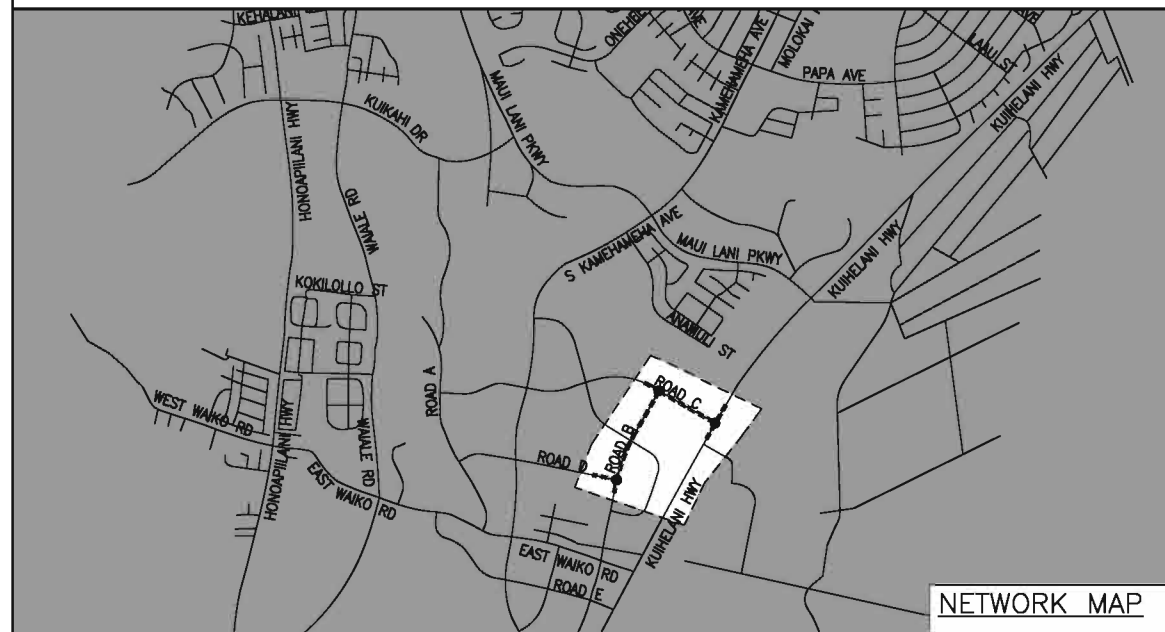 KEHALANI
ONEHEE
AVE
KAMEHAMEHA AVE
MOLOKAI
PAPA AVE
LAAU ST
KUIHELANI HWY
MAUI LANI PKWY
KUIKAHI DR
HONOAPIILANI HWY
WAIALE RD
S KAMEHAMEHA AVE
MAUI LANI PKWY
KUIHELANI HWY
KOKILOLLO ST
ANAMULI ST
ROAD A
ROAD C
WEST WAIKO RD
HONOAPIILANI HWY
WAIALE RD
ROAD B
ROAD D
EAST WAIKO RD
KUIHELANI HWY
EAST WAIKO RD
ROAD E
NETWORK MAP